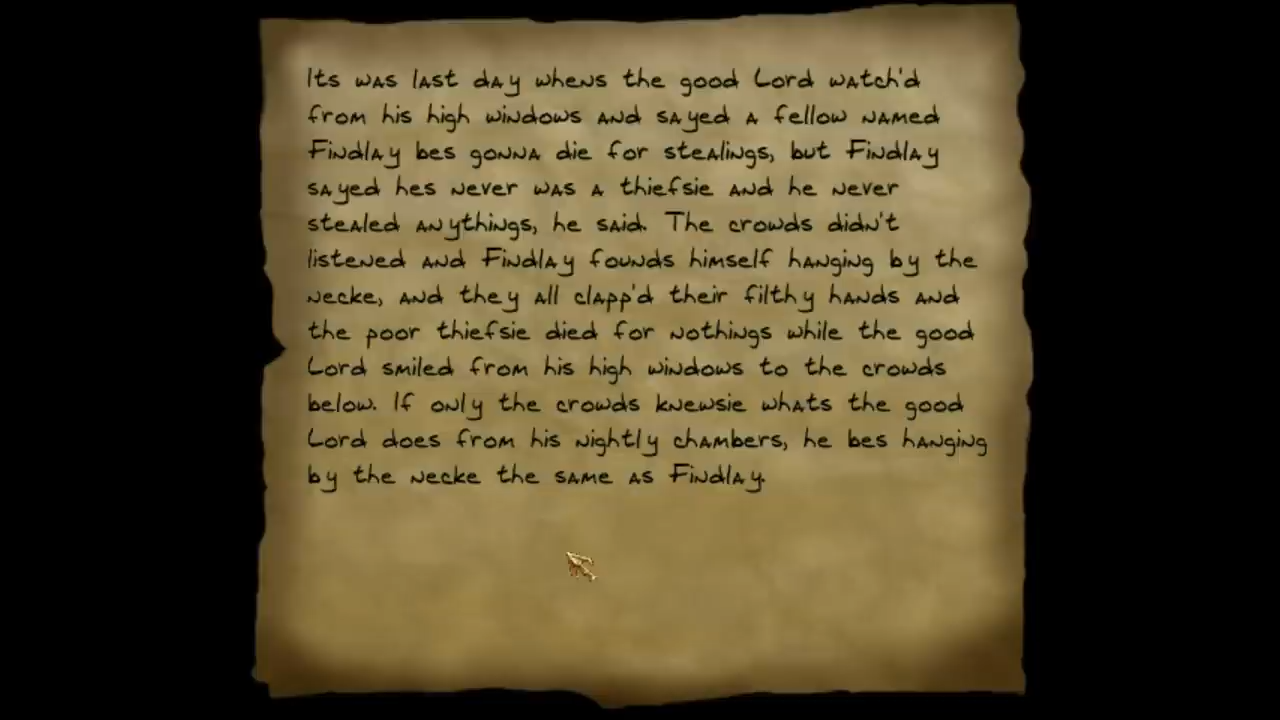 Its was last day whens the good Lord watch'd
from his high windows and sayed a fellow named
Findlay bes gonna die for stealings, but Findlay
sayed hes never was a thiefsie and he never
stealed anythings, he said. The crowds didn't
listened and Findlay founds himself hanging by the
necke, and they all clapp'd their filthy hands and
the poor thiefsie died for nothings while the good
Lord smiled from his high windows to the crowds
below. If only the crowds knewsie whats the good
Lord does from his nightly chambers, he bes hanging
by the necke the same as Findlay.